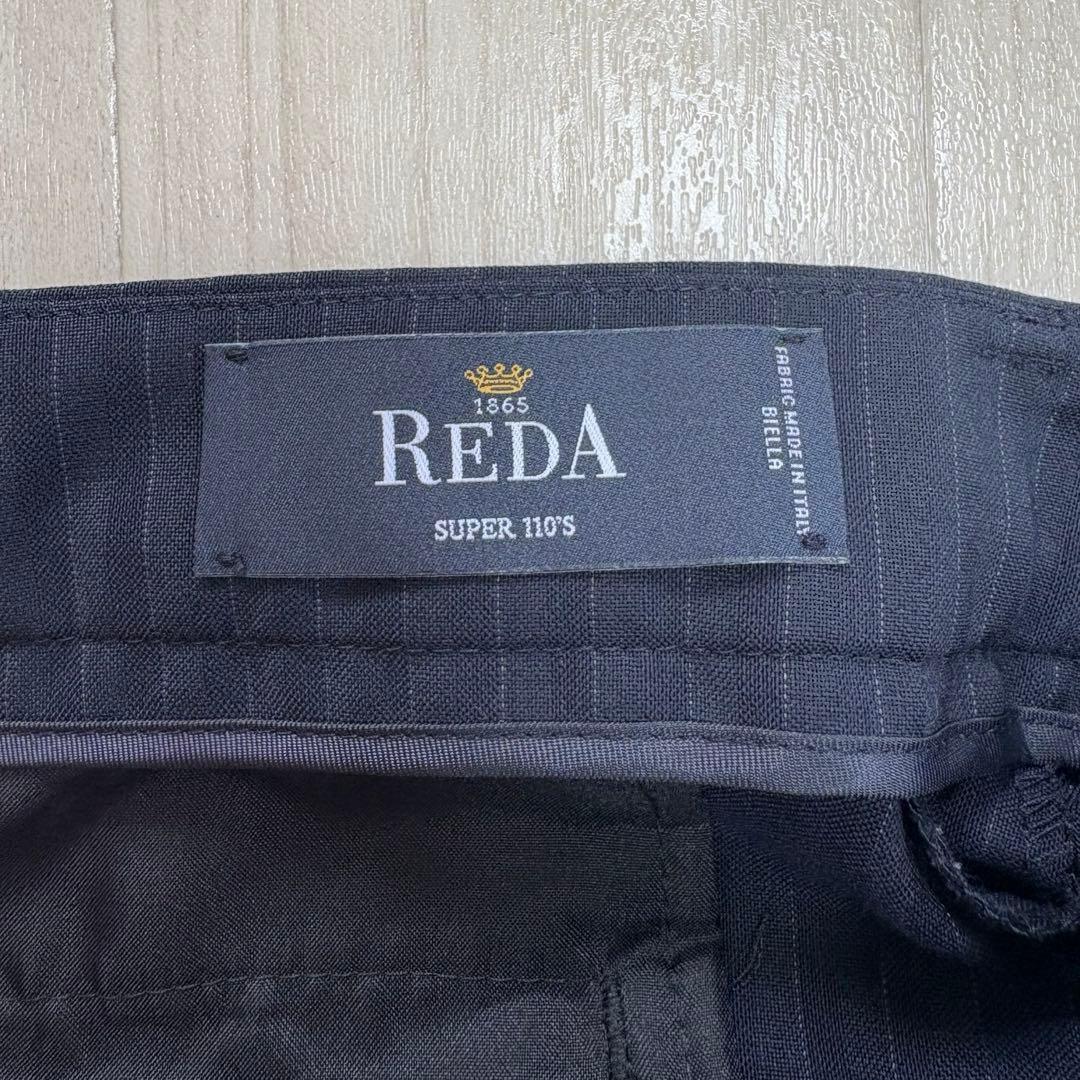 1865
REDA
SUPER 110'S
FABRIC MADE IN ITALY
BIELLA